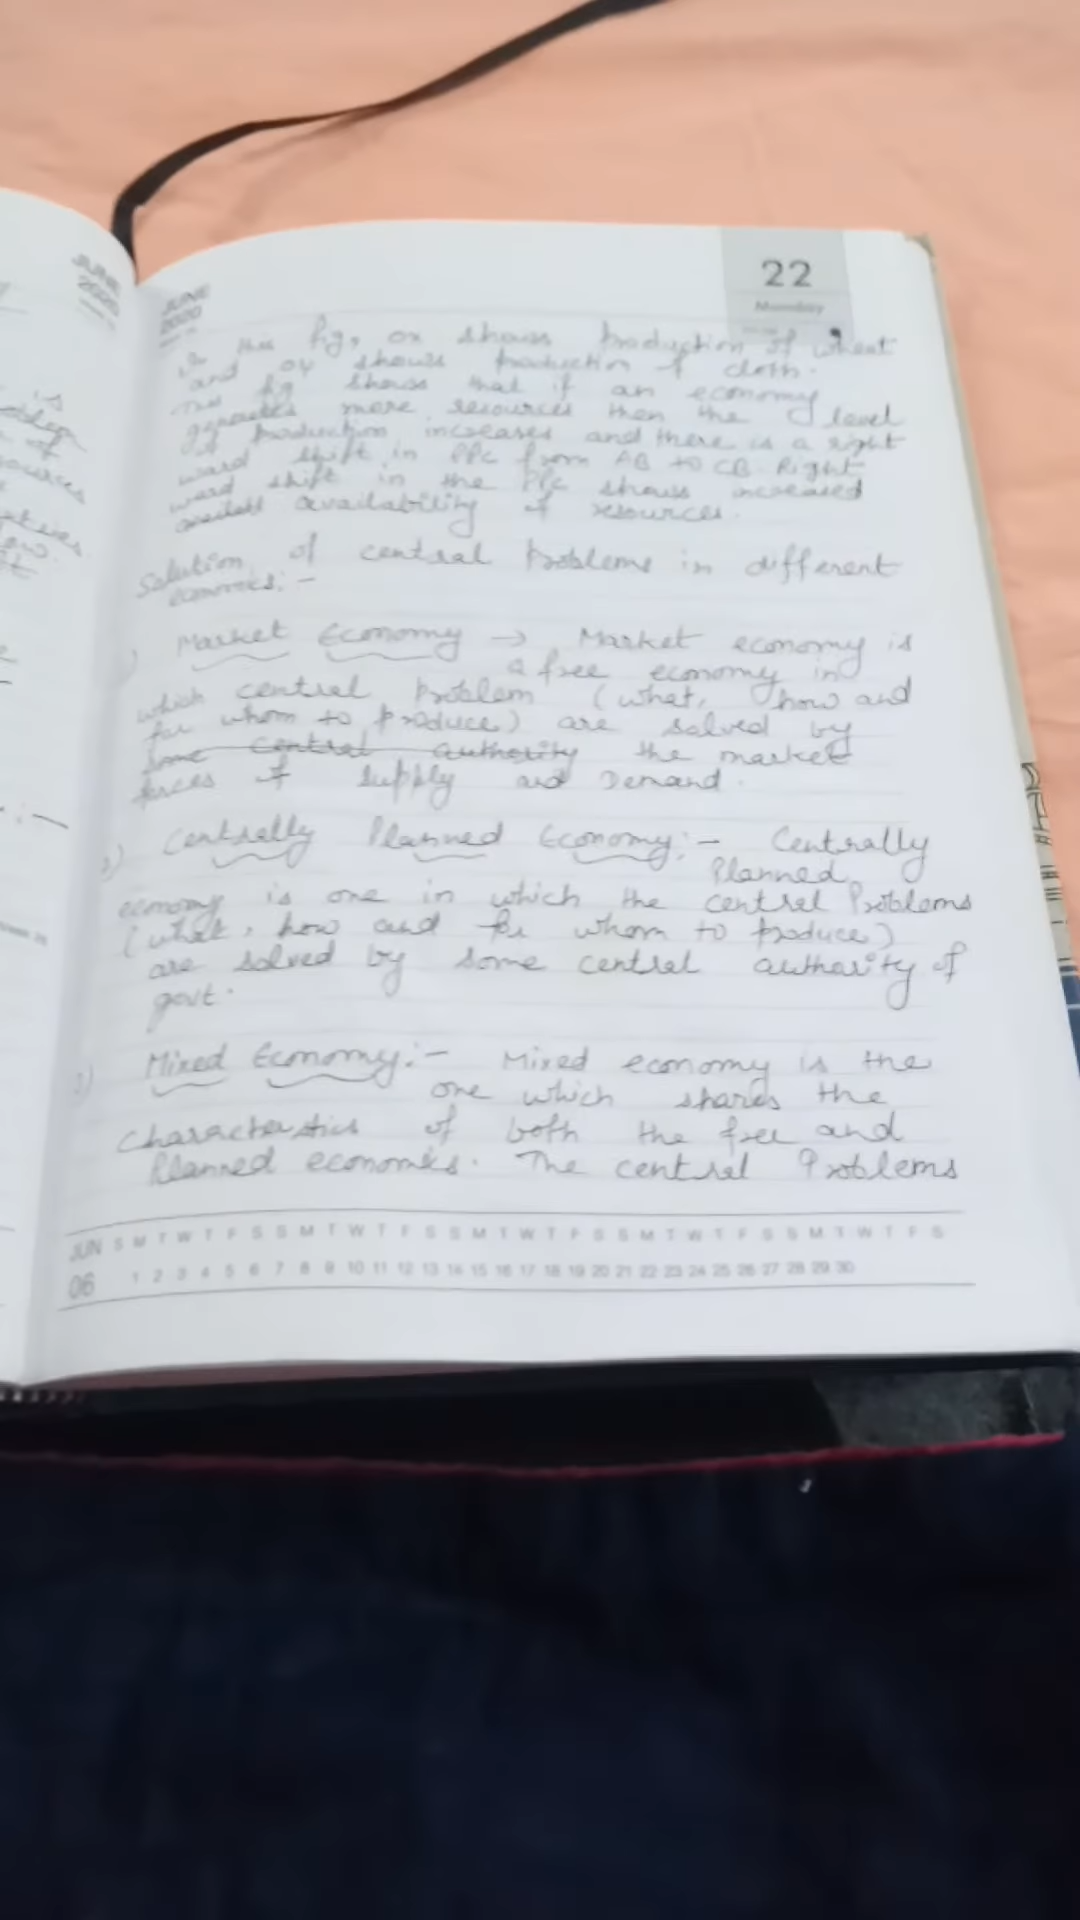 JUNE
2020
JUNE
2020
22
Monday
In this fig, ox shows production of wheat
and oy shows production of cloth.
This fig shows that if an economy
generates more resources then the level
of production increases and there is a right
ward shift in PPC from AB to CB. Right
ward shift in the PPC shows increased
availability of resources.
Solution of central Problems in different
economies:-
) Market Economy → Market economy is
a free economy in
which central Problem (what, how and
for whom to produce) are solved by
some central authority the market
forces of supply and Demand.
2) Centrally Planned Economy:- Centrally
Planned
economy is one in which the central Problems
(what, how and for whom to produce)
are solved by some central authority of
govt.
3) Mixed Economy:- Mixed economy is the
one which shares the
characteristics of both the free and
Planned economies. The central Problems
JUN S M T W T F S S M T W T F S S M T W T F S S M T W T F S S M T W T F S
06 1 2 3 4 5 6 7 8 9 10 11 12 13 14 15 16 17 18 19 20 21 22 23 24 25 26 27 28 29 30